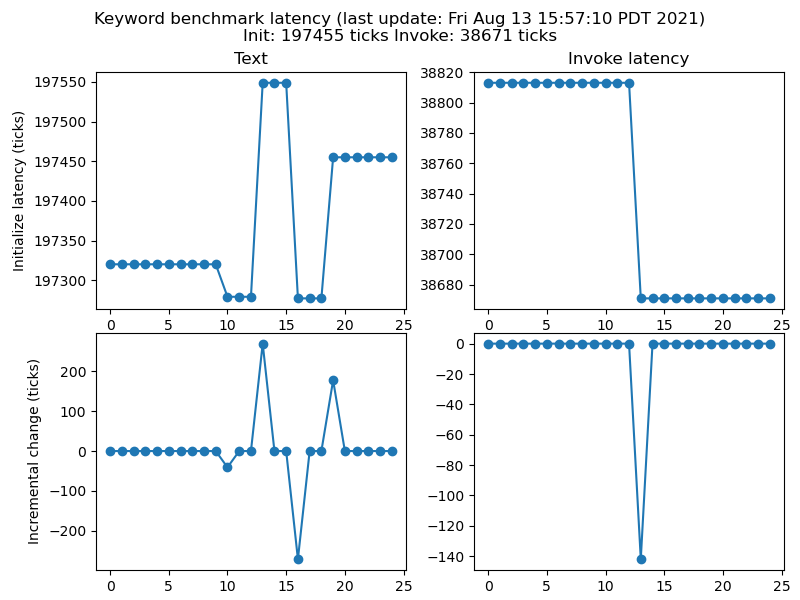 Keyword benchmark latency (last update: Fri Aug 13 15:57:10 PDT 2021)
Init: 197455 ticks Invoke: 38671 ticks
Text
Invoke latency
Initialize latency (ticks)
197550
197500
197450
197400
197350
197300
0 5 10 15 20 25
38820
38800
38780
38760
38740
38720
38700
38680
0 5 10 15 20 25
Incremental change (ticks)
200
100
0
−100
−200
0 5 10 15 20 25
0
−20
−40
−60
−80
−100
−120
−140
0 5 10 15 20 25